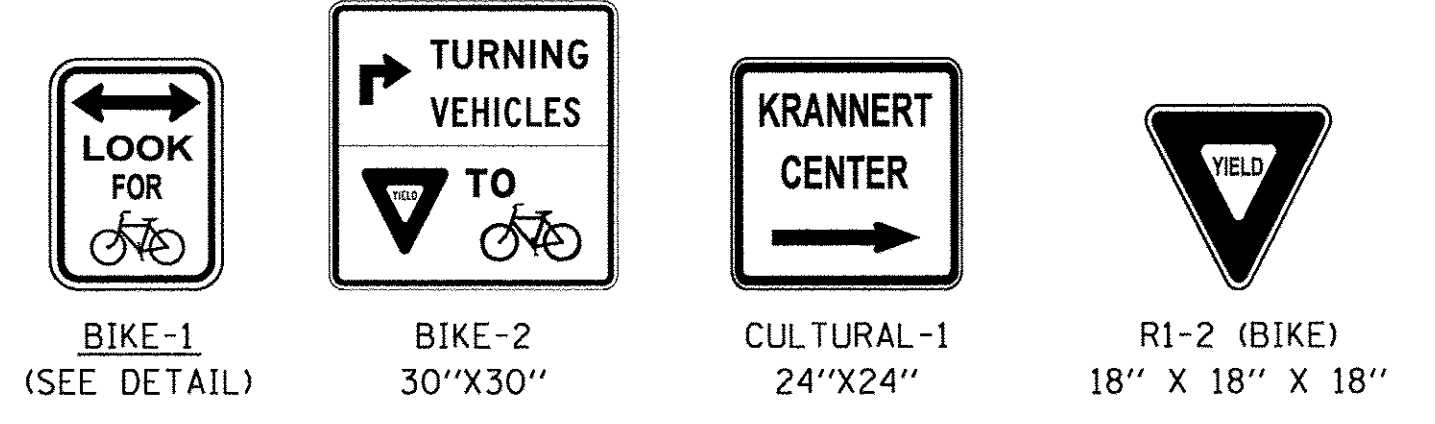 LOOK
FOR
BIKE-1
(SEE DETAIL)
TURNING
VEHICLES
YIELD
TO
BIKE-2
30''X30''
KRANNERT
CENTER
CULTURAL-1
24''X24''
YIELD
R1-2 (BIKE)
18'' X 18'' X 18''